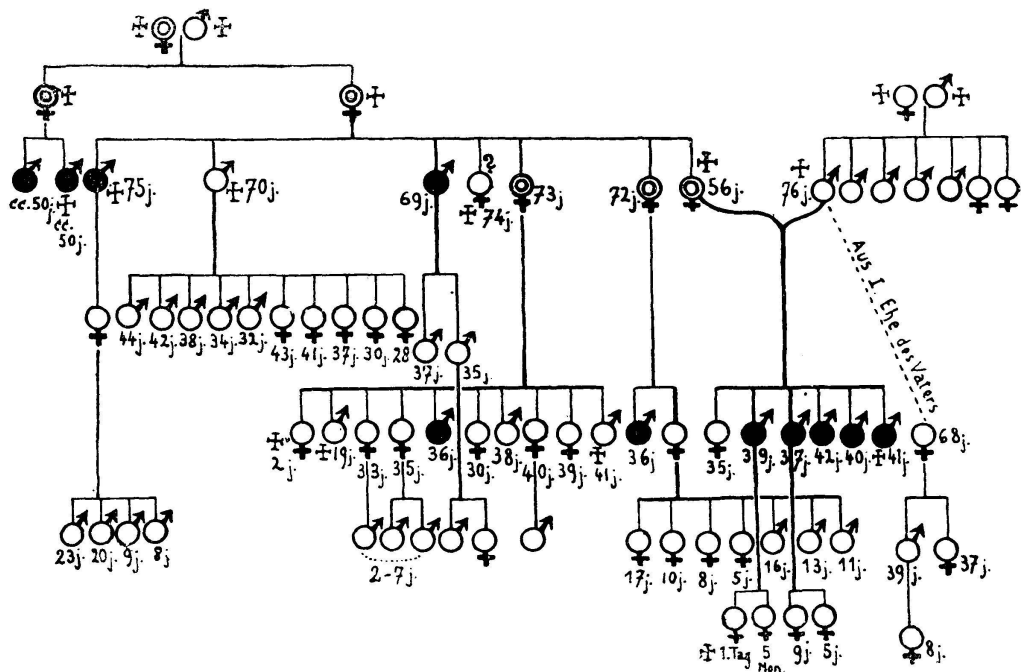 cc.50j.
cc.
50j.
75j.
70j.
69j.
?
74j.
73j
72j.
56j.
76j.
44j.
42j.
38j.
34j.
32j.
43j.
41j.
37j.
30j.
28
37j.
35j.
Aus I. Ehe des Vaters
2j.
19j.
33j.
35j.
36j.
30j.
38j.
40j.
39j.
41j.
36j
35j.
39j.
37j.
42j.
40j.
41j.
68j.
23j.
20j.
9j.
8j
2-7j.
17j.
10j.
8j.
5j.
16j.
13j.
11j.
39j.
37j.
1.Tag
5
Mon.
9j.
5j.
8j.